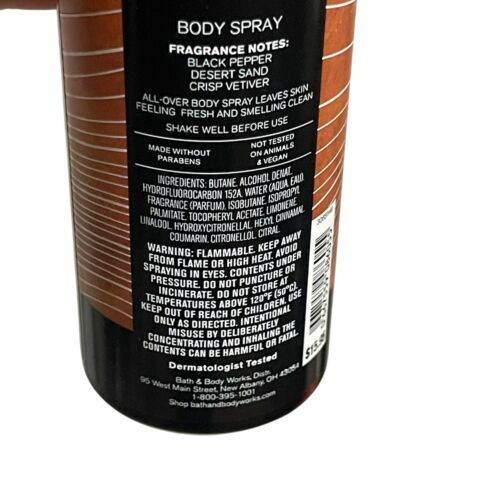 BODY SPRAY
FRAGRANCE NOTES:
BLACK PEPPER
DESERT SAND
CRISP VETIVER
ALL-OVER BODY SPRAY LEAVES SKIN
FEELING FRESH AND SMELLING CLEAN
SHAKE WELL BEFORE USE
MADE WITHOUT
PARABENS
NOT TESTED
ON ANIMALS
& VEGAN
INGREDIENTS: BUTANE, ALCOHOL DENAT.,
HYDROFLUOROCARBON 152A, WATER (AQUA, EAU),
FRAGRANCE (PARFUM), ISOBUTANE, ISOPROPYL
PALMITATE, TOCOPHERYL ACETATE, LIMONENE,
LINALOOL, HYDROXYCITRONELLAL, HEXYL CINNAMAL,
COUMARIN, CITRONELLOL, CITRAL.
WARNING: FLAMMABLE. KEEP AWAY
FROM FLAME OR HIGH HEAT. AVOID
SPRAYING IN EYES. CONTENTS UNDER
PRESSURE. DO NOT PUNCTURE OR
INCINERATE. DO NOT STORE AT
TEMPERATURES ABOVE 120°F (50°C).
KEEP OUT OF REACH OF CHILDREN. USE
ONLY AS DIRECTED. INTENTIONAL
MISUSE BY DELIBERATELY
CONCENTRATING AND INHALING THE
CONTENTS CAN BE HARMFUL OR FATAL.
Dermatologist Tested
Bath & Body Works, Distr.
95 West Main Street, New Albany, OH 43054
1-800-395-1001
Shop bathandbodyworks.com